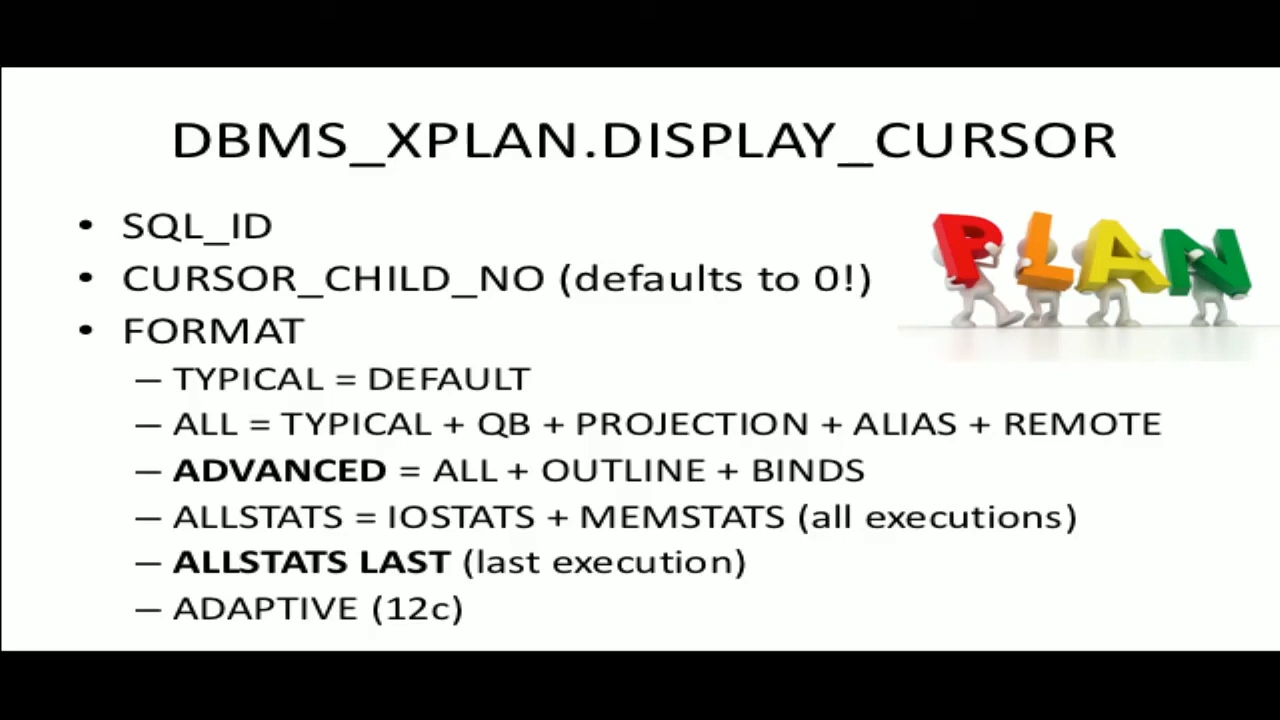 DBMS_XPLAN.DISPLAY_CURSOR
• SQL_ID
• CURSOR_CHILD_NO (defaults to 0!)
PLAN
• FORMAT
– TYPICAL = DEFAULT
– ALL = TYPICAL + QB + PROJECTION + ALIAS + REMOTE
– ADVANCED = ALL + OUTLINE + BINDS
– ALLSTATS = IOSTATS + MEMSTATS (all executions)
– ALLSTATS LAST (last execution)
– ADAPTIVE (12c)